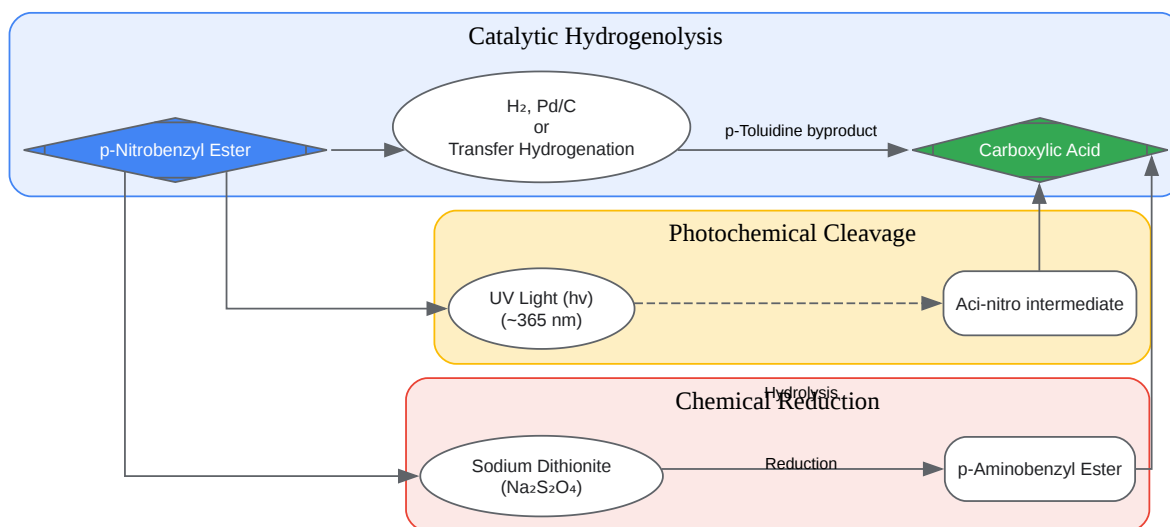 Catalytic Hydrogenolysis
H₂, Pd/C
or
Transfer Hydrogenation
p-Nitrobenzyl Ester
p-Toluidine byproduct
Carboxylic Acid
Photochemical Cleavage
UV Light (hv)
(~365 nm)
Aci-nitro intermediate
Hydrolysis
Chemical Reduction
Sodium Dithionite
(Na₂S₂O₄)
Reduction
p-Aminobenzyl Ester